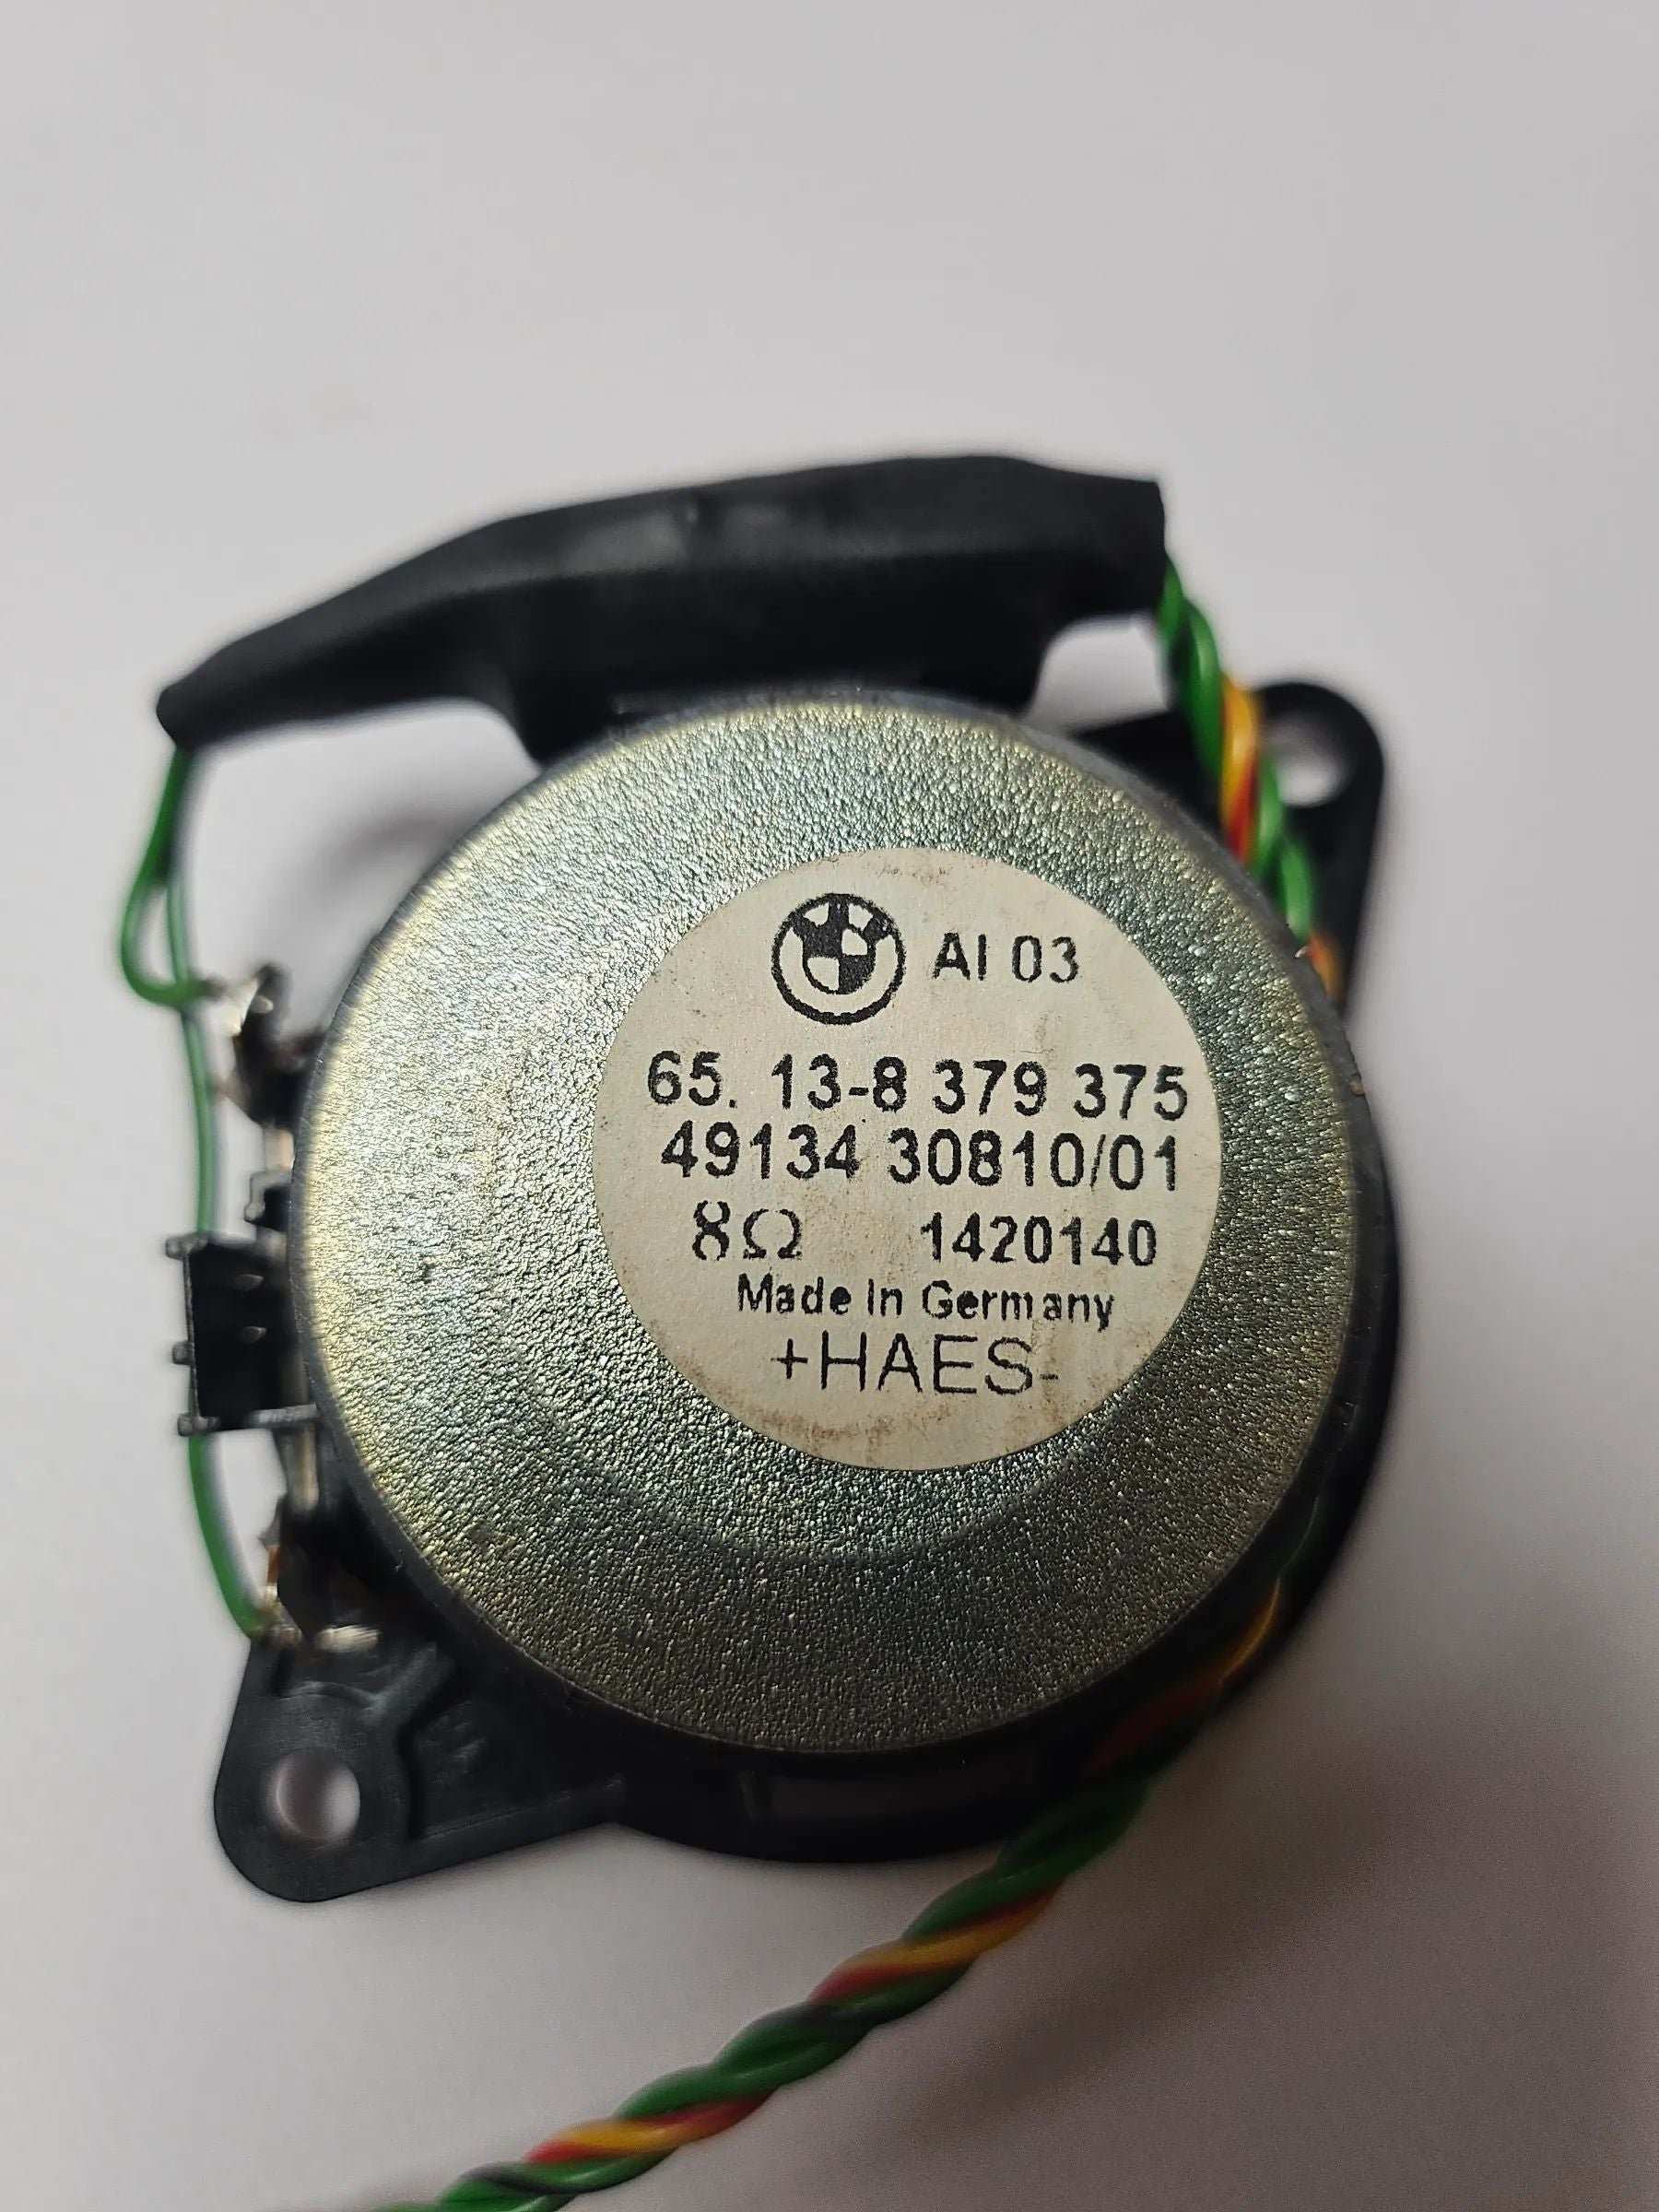 AI 03
65. 13-8 379 375
49134 30810/01
8Ω 1420140
Made In Germany
+HAES-